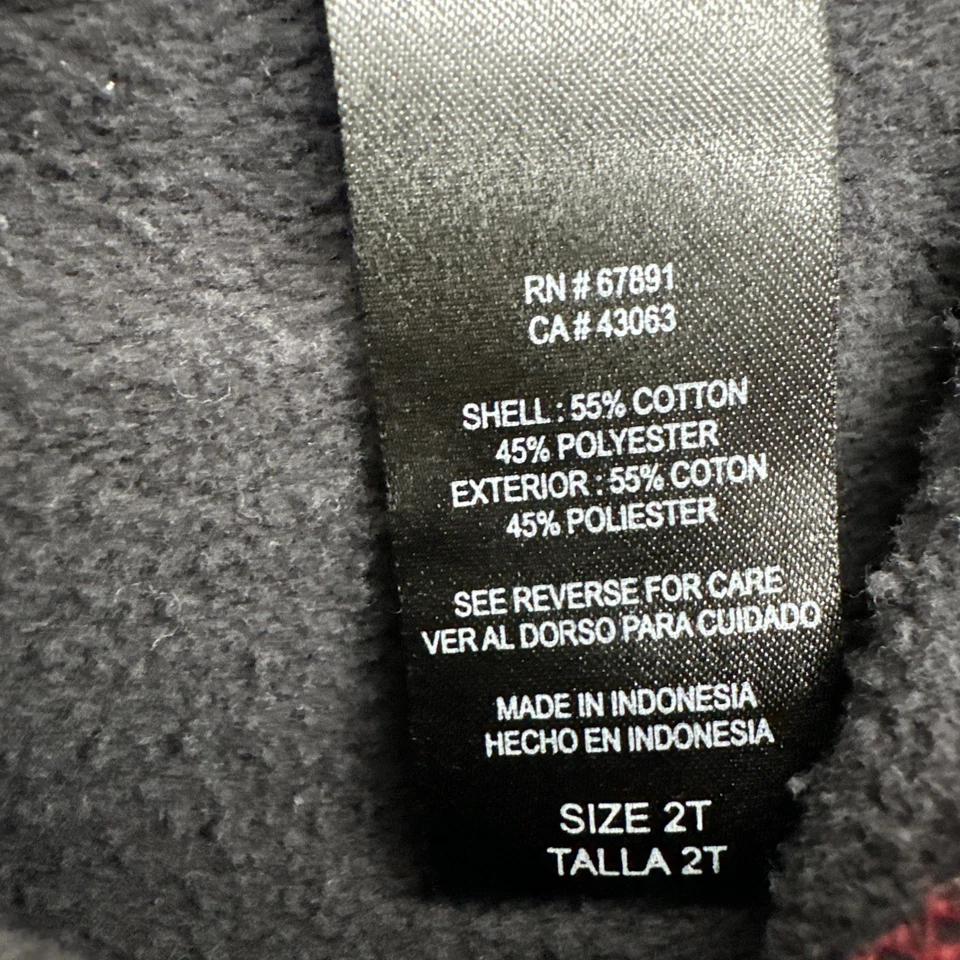 RN # 67891
CA # 43063
SHELL : 55% COTTON
45% POLYESTER
EXTERIOR : 55% COTON
45% POLIESTER
SEE REVERSE FOR CARE
VER AL DORSO PARA CUIDADO
MADE IN INDONESIA
HECHO EN INDONESIA
SIZE 2T
TALLA 2T